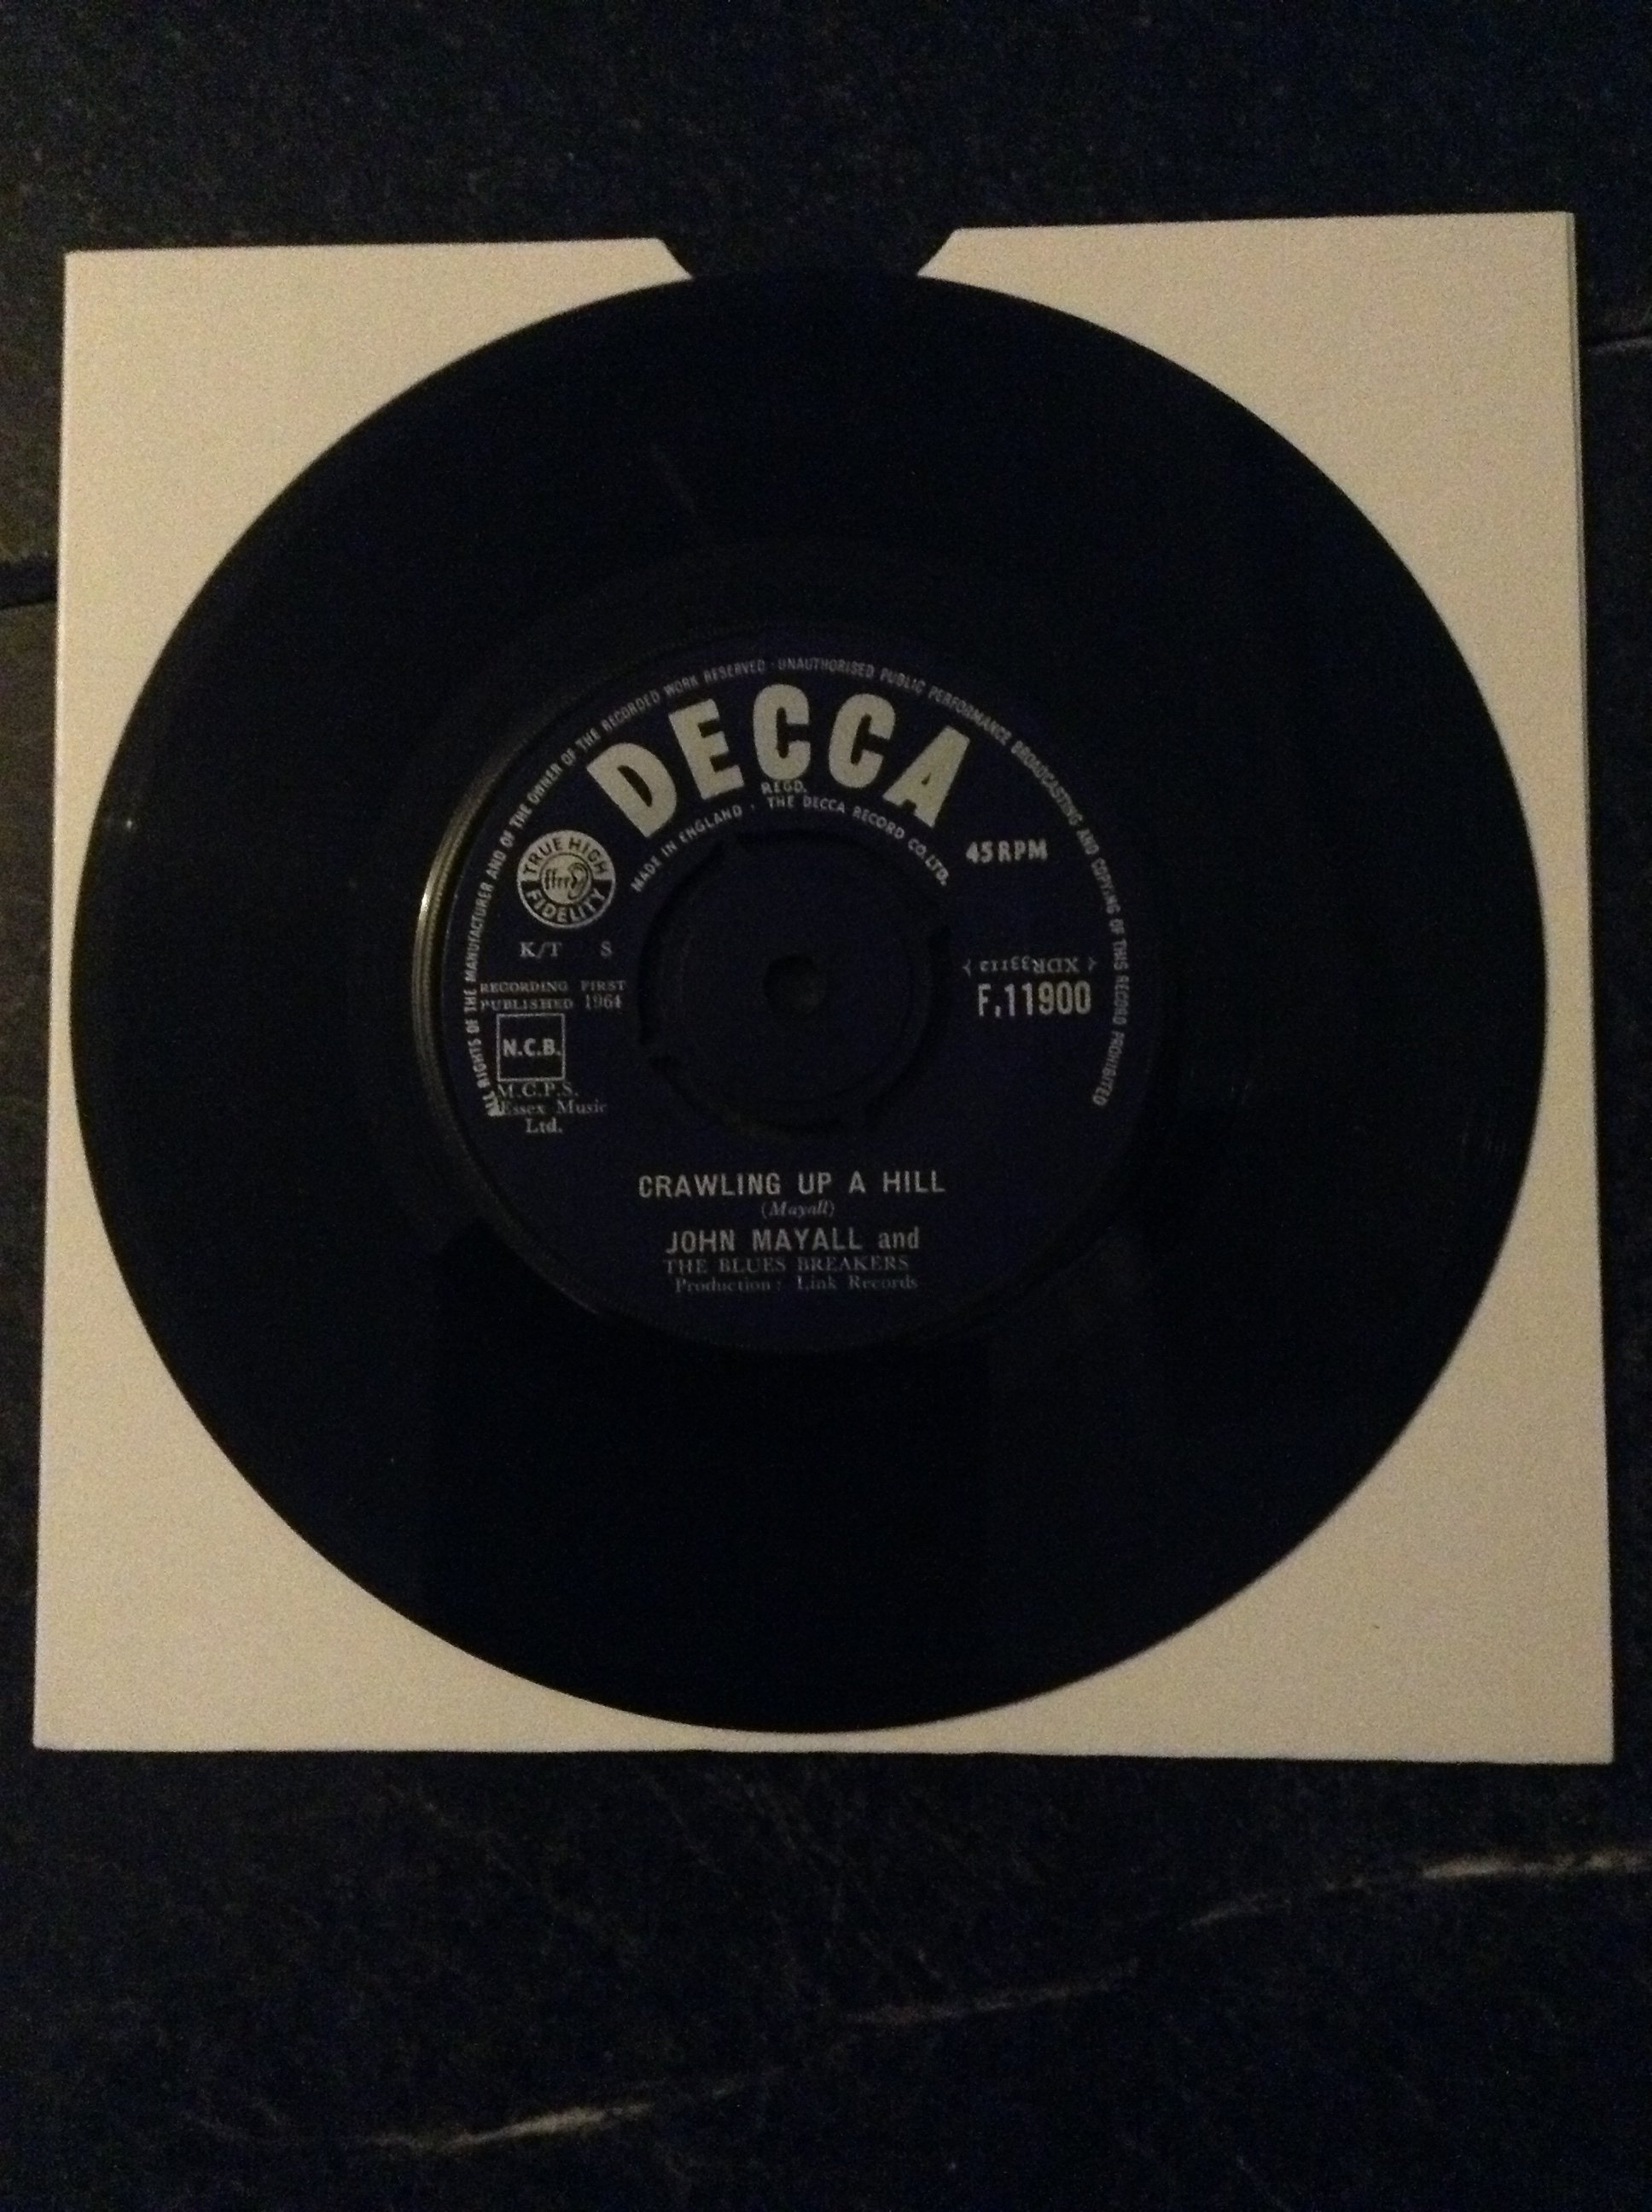 ALL RIGHTS OF THE MANUFACTURER AND OF THE OWNER OF THE RECORDED WORK RESERVED · UNAUTHORISED PUBLIC PERFORMANCE BROADCASTING AND COPYING OF THIS RECORD PROHIBITED
DECCA
REGD.
MADE IN ENGLAND · THE DECCA RECORD CO. LTD.
TRUE HIGH
ffrr
FIDELITY
45 RPM
K/T S
XDR33112
F.11900
RECORDING FIRST
PUBLISHED 1964
N.C.B.
M.C.P.S.
Essex Music
Ltd.
CRAWLING UP A HILL
(Mayall)
JOHN MAYALL and
THE BLUES BREAKERS
Production: Link Records